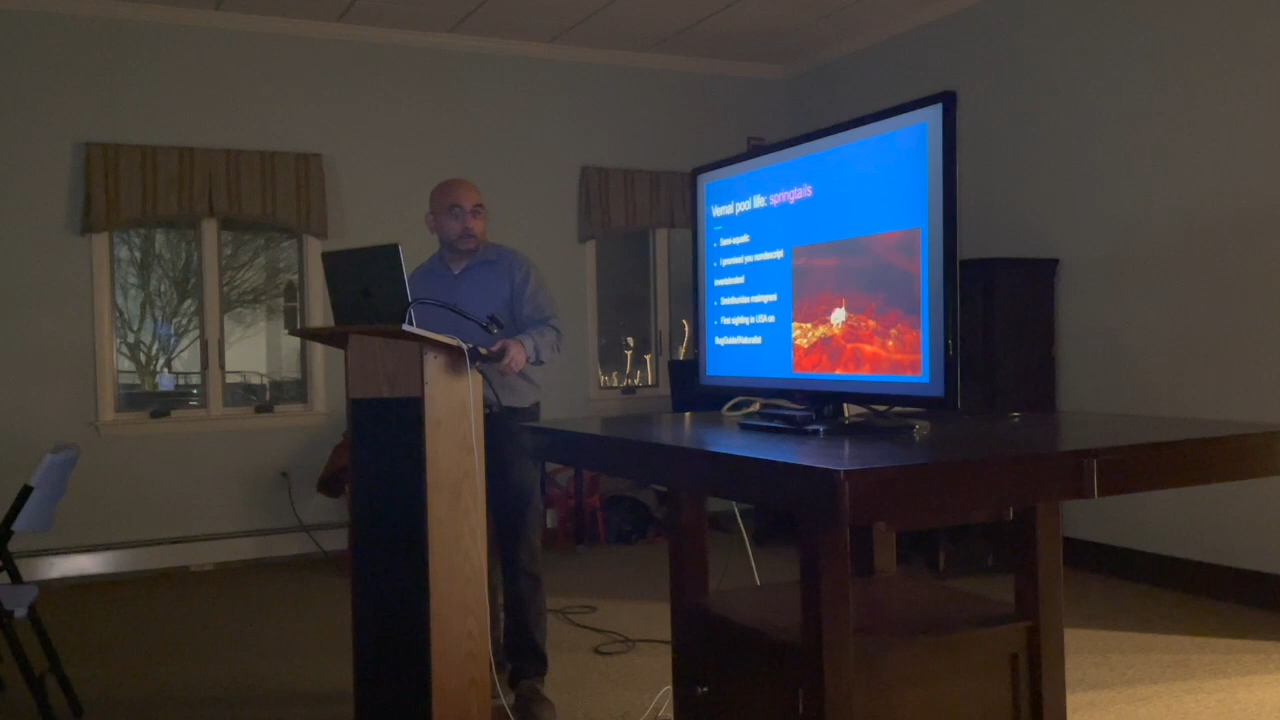 Vernal pool life: springtails
Semi-aquatic
I promised you nondescript
invertebrates!
Sminthurides malmgreni
First sighting in USA on
BugGuide/iNaturalist